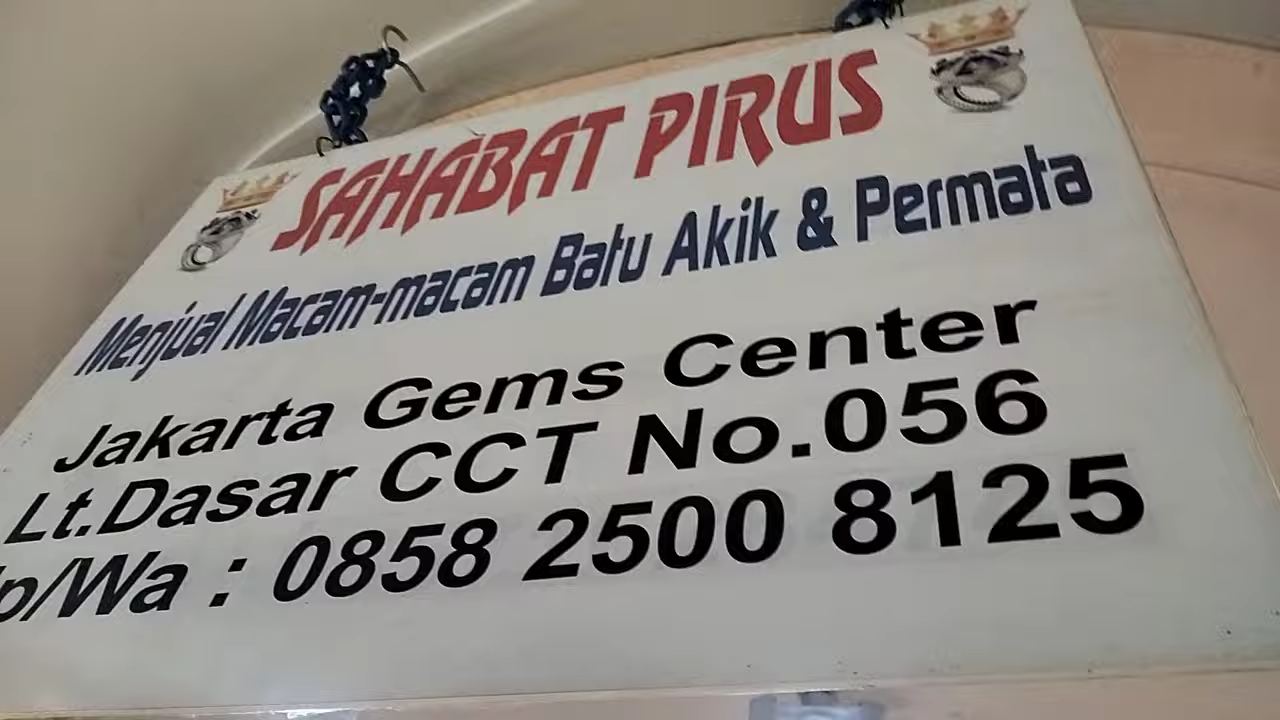 SAHABAT PIRUS
Menjual Macam-macam Batu Akik & Permata
Jakarta Gems Center
Lt.Dasar CCT No.056
p/Wa : 0858 2500 8125